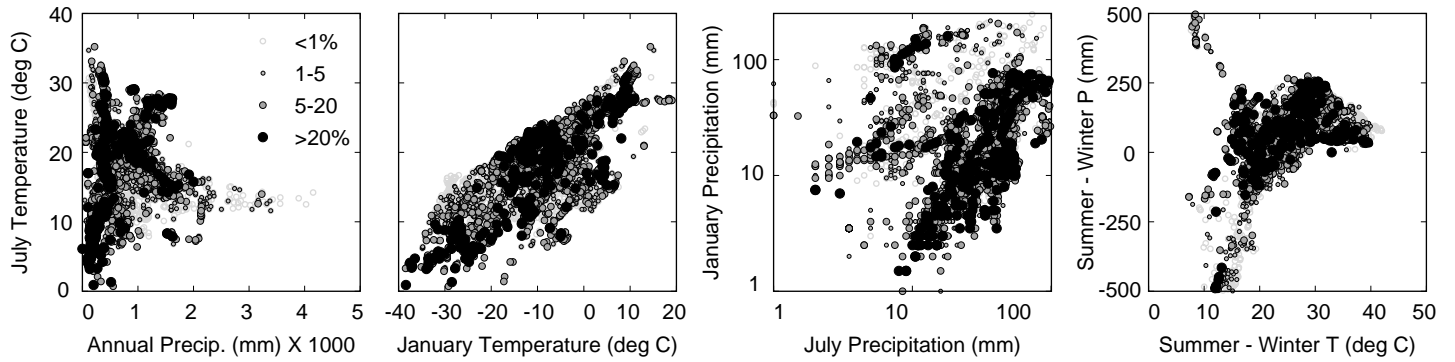 July Temperature (deg C)
40
30
20
10
0
0 1 2 3 4 5
Annual Precip. (mm) X 1000
<1%
1-5
5-20
>20%
-40 -30 -20 -10 0 10 20
January Temperature (deg C)
January Precipitation (mm)
100
10
1
1 10 100
July Precipitation (mm)
Summer - Winter P (mm)
500
250
0
-250
-500
0 10 20 30 40 50
Summer - Winter T (deg C)